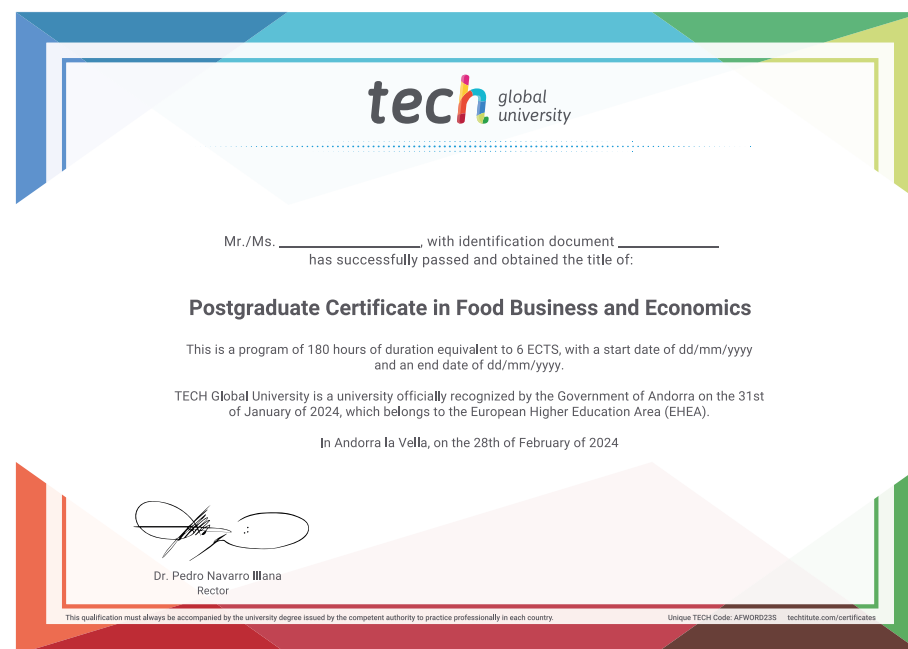 tech global
university
Mr./Ms. ____________________, with identification document ______________
has successfully passed and obtained the title of:
Postgraduate Certificate in Food Business and Economics
This is a program of 180 hours of duration equivalent to 6 ECTS, with a start date of dd/mm/yyyy
and an end date of dd/mm/yyyy.
TECH Global University is a university officially recognized by the Government of Andorra on the 31st
of January of 2024, which belongs to the European Higher Education Area (EHEA).
In Andorra la Vella, on the 28th of February of 2024
Dr. Pedro Navarro Illana
Rector
This qualification must always be accompanied by the university degree issued by the competent authority to practice professionally in each country. Unique TECH Code: AFWORD23S techtitute.com/certificates